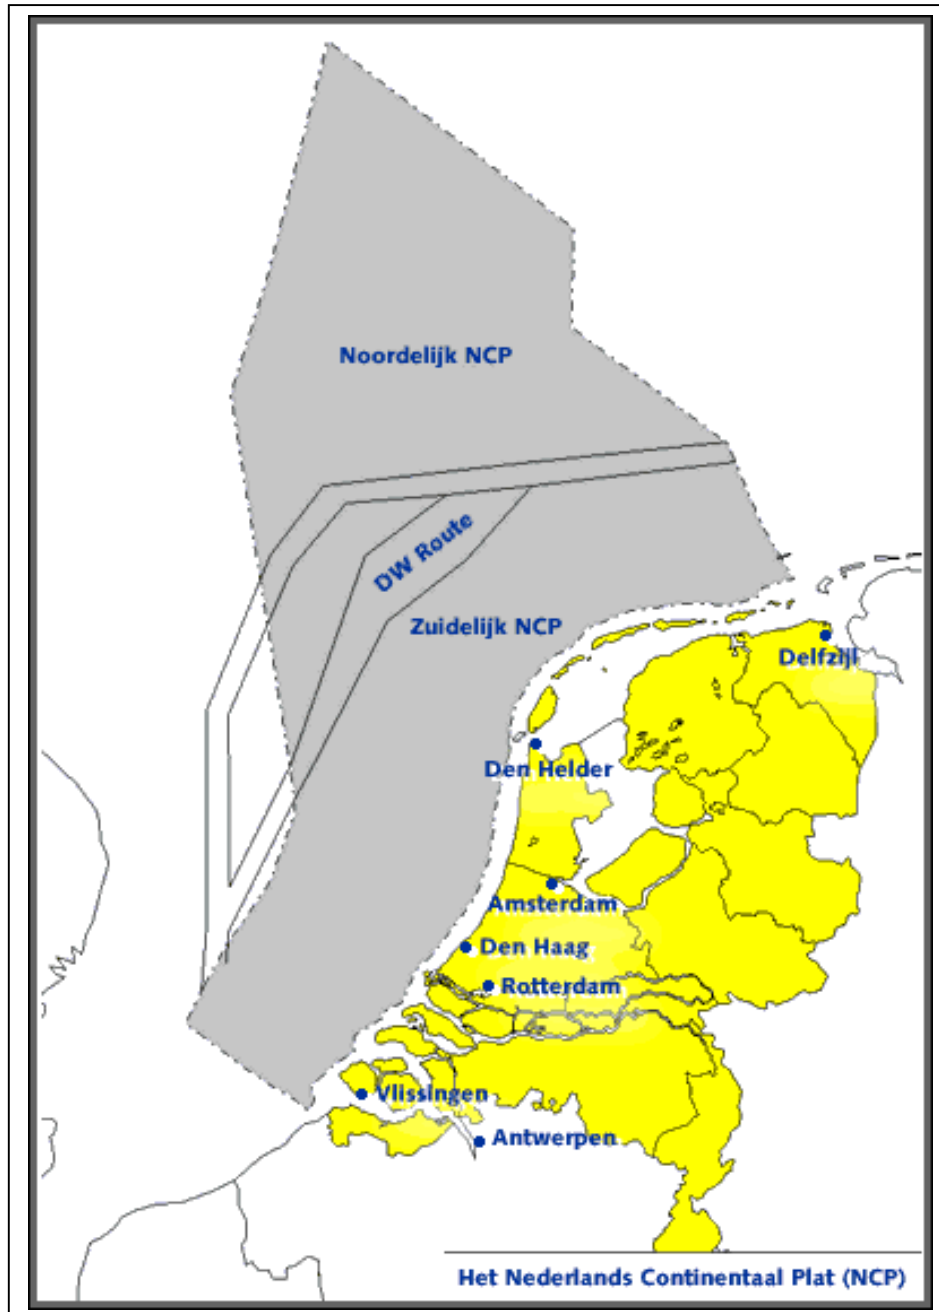 Noordelijk NCP
DW Route
Zuidelijk NCP
Delfzijl
Den Helder
Amsterdam
Den Haag
Rotterdam
Vlissingen
Antwerpen
Het Nederlands Continentaal Plat (NCP)